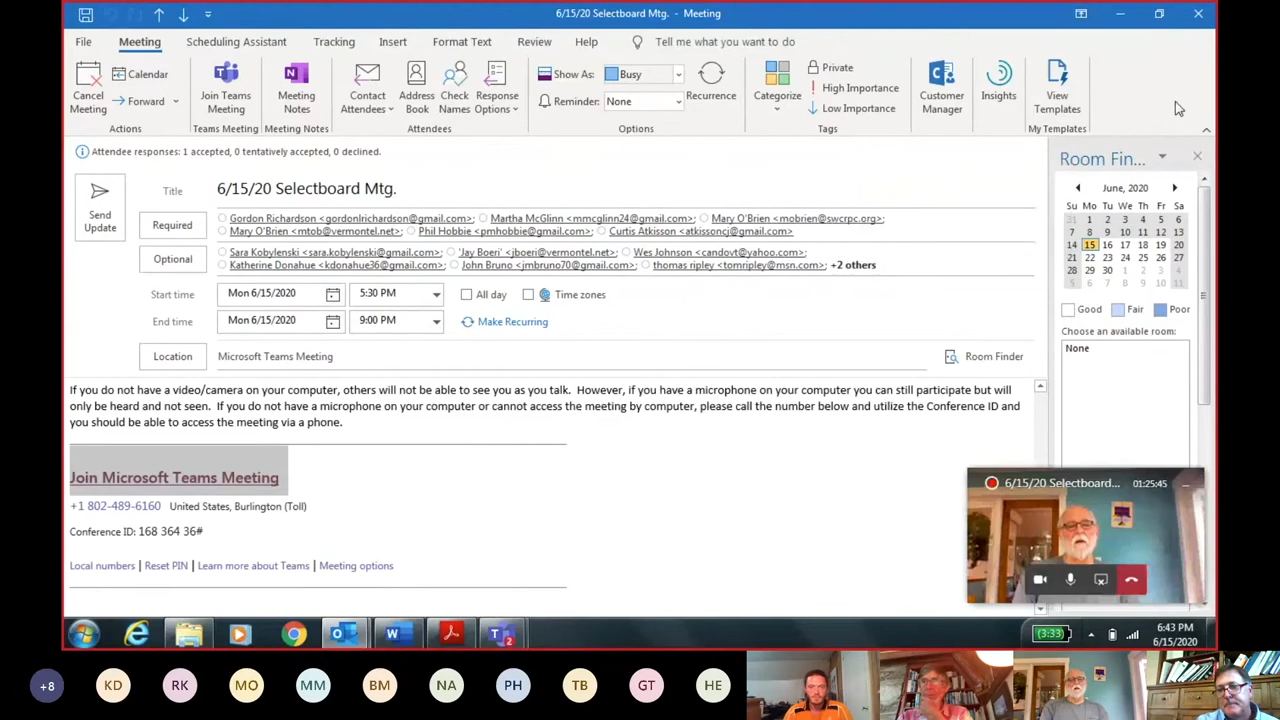 6/15/20 Selectboard Mtg. - Meeting
File Meeting Scheduling Assistant Tracking Insert Format Text Review Help Tell me what you want to do
Cancel Meeting
Calendar
Forward
Actions
Join Teams Meeting
Teams Meeting
Meeting Notes
Meeting Notes
Contact Attendees
Address Book
Check Names
Response Options
Attendees
Show As: Busy
Reminder: None
Recurrence
Options
Categorize
Private
High Importance
Low Importance
Tags
Customer Manager
Insights
View Templates
My Templates
Attendee responses: 1 accepted, 0 tentatively accepted, 0 declined.
Send Update
Title 6/15/20 Selectboard Mtg.
Required
Gordon Richardson <gordonlrichardson@gmail.com>; Martha McGlinn <mmcglinn24@gmail.com>; Mary O'Brien <mobrien@swcrpc.org>;
Mary O'Brien <mtob@vermontel.net>; Phil Hobbie <pmhobbie@gmail.com>; Curtis Atkisson <atkissoncj@gmail.com>
Optional
Sara Kobylenski <sara.kobylenski@gmail.com>; 'Jay Boeri' <jboeri@vermontel.net>; Wes Johnson <candovt@yahoo.com>;
Katherine Donahue <kdonahue36@gmail.com>; John Bruno <jmbruno70@gmail.com>; thomas ripley <tomripley@msn.com>; +2 others
Start time Mon 6/15/2020 5:30 PM All day Time zones
End time Mon 6/15/2020 9:00 PM Make Recurring
Location Microsoft Teams Meeting Room Finder
If you do not have a video/camera on your computer, others will not be able to see you as you talk. However, if you have a microphone on your computer you can still participate but will
only be heard and not seen. If you do not have a microphone on your computer or cannot access the meeting by computer, please call the number below and utilize the Conference ID and
you should be able to access the meeting via a phone.
Join Microsoft Teams Meeting
+1 802-489-6160 United States, Burlington (Toll)
Conference ID: 168 364 36#
Local numbers | Reset PIN | Learn more about Teams | Meeting options
Room Fin...
June, 2020
Su Mo Tu We Th Fr Sa
31 1 2 3 4 5 6
7 8 9 10 11 12 13
14 15 16 17 18 19 20
21 22 23 24 25 26 27
28 29 30 1 2 3 4
5 6 7 8 9 10 11
Good Fair Poor
Choose an available room:
None
6/15/20 Selectboard... 01:25:45
2
(3:33)
6:43 PM
6/15/2020
+8 KD RK MO MM BM NA PH TB GT HE